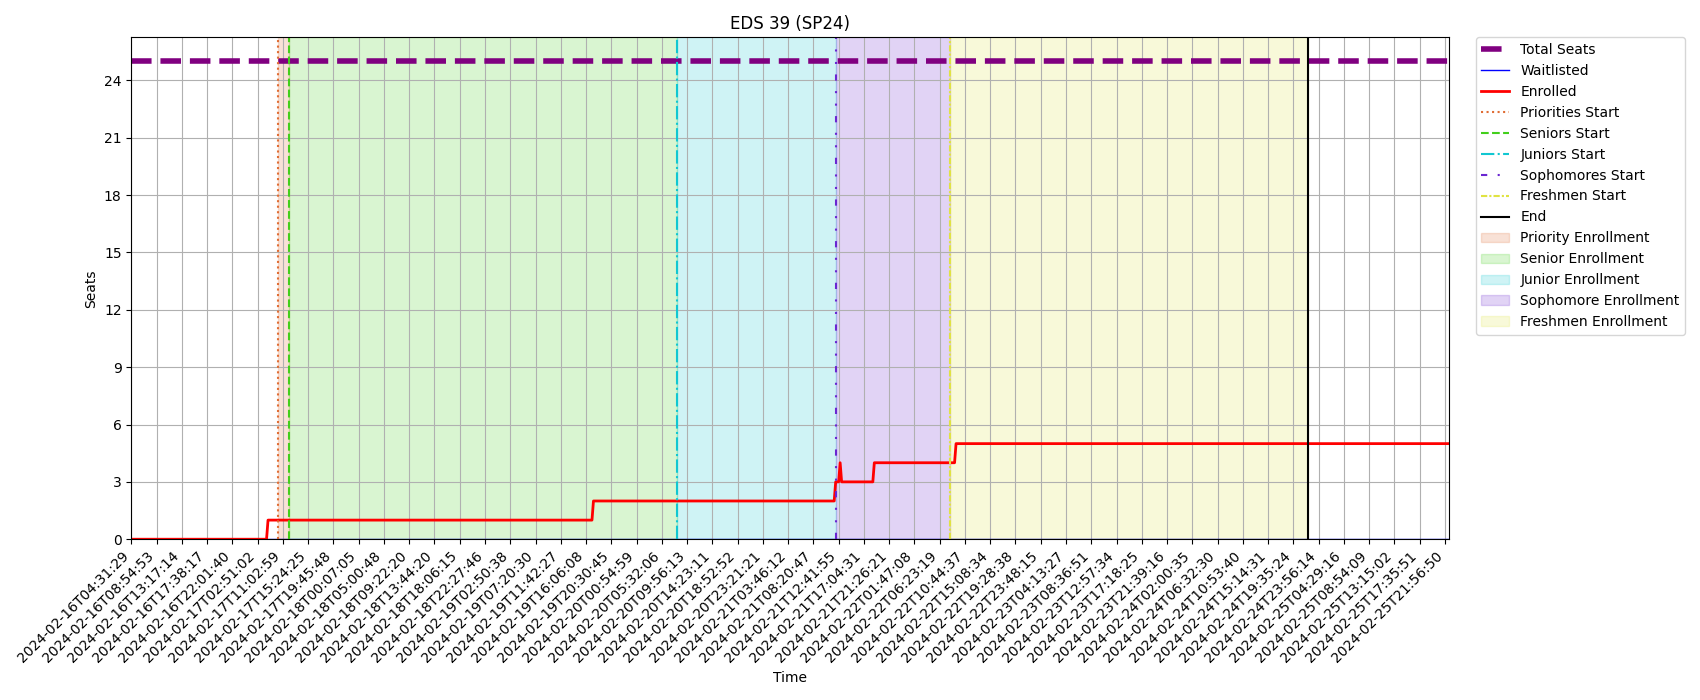 EDS 39 (SP24)
Seats
24
21
18
15
12
9
6
3
0
2024-02-16T04:31:29
2024-02-16T08:54:53
2024-02-16T13:17:14
2024-02-16T17:38:17
2024-02-16T22:01:40
2024-02-17T02:51:02
2024-02-17T11:02:59
2024-02-17T15:24:25
2024-02-17T19:45:48
2024-02-18T00:07:05
2024-02-18T05:00:48
2024-02-18T09:22:20
2024-02-18T13:44:20
2024-02-18T18:06:15
2024-02-18T22:27:46
2024-02-19T02:50:38
2024-02-19T07:20:30
2024-02-19T11:42:27
2024-02-19T16:06:08
2024-02-19T20:30:45
2024-02-20T00:54:59
2024-02-20T05:32:06
2024-02-20T09:56:13
2024-02-20T14:23:11
2024-02-20T18:52:52
2024-02-20T23:21:21
2024-02-21T03:46:12
2024-02-21T08:20:47
2024-02-21T12:41:55
2024-02-21T17:04:31
2024-02-21T21:26:21
2024-02-22T01:47:08
2024-02-22T06:23:19
2024-02-22T10:44:37
2024-02-22T15:08:34
2024-02-22T19:28:38
2024-02-22T23:48:15
2024-02-23T04:13:27
2024-02-23T08:36:51
2024-02-23T12:57:34
2024-02-23T17:18:25
2024-02-23T21:39:16
2024-02-24T02:00:35
2024-02-24T06:32:30
2024-02-24T10:53:40
2024-02-24T15:14:31
2024-02-24T19:35:24
2024-02-24T23:56:14
2024-02-25T04:29:16
2024-02-25T08:54:09
2024-02-25T13:15:02
2024-02-25T17:35:51
2024-02-25T21:56:50
Time
Total Seats
Waitlisted
Enrolled
Priorities Start
Seniors Start
Juniors Start
Sophomores Start
Freshmen Start
End
Priority Enrollment
Senior Enrollment
Junior Enrollment
Sophomore Enrollment
Freshmen Enrollment